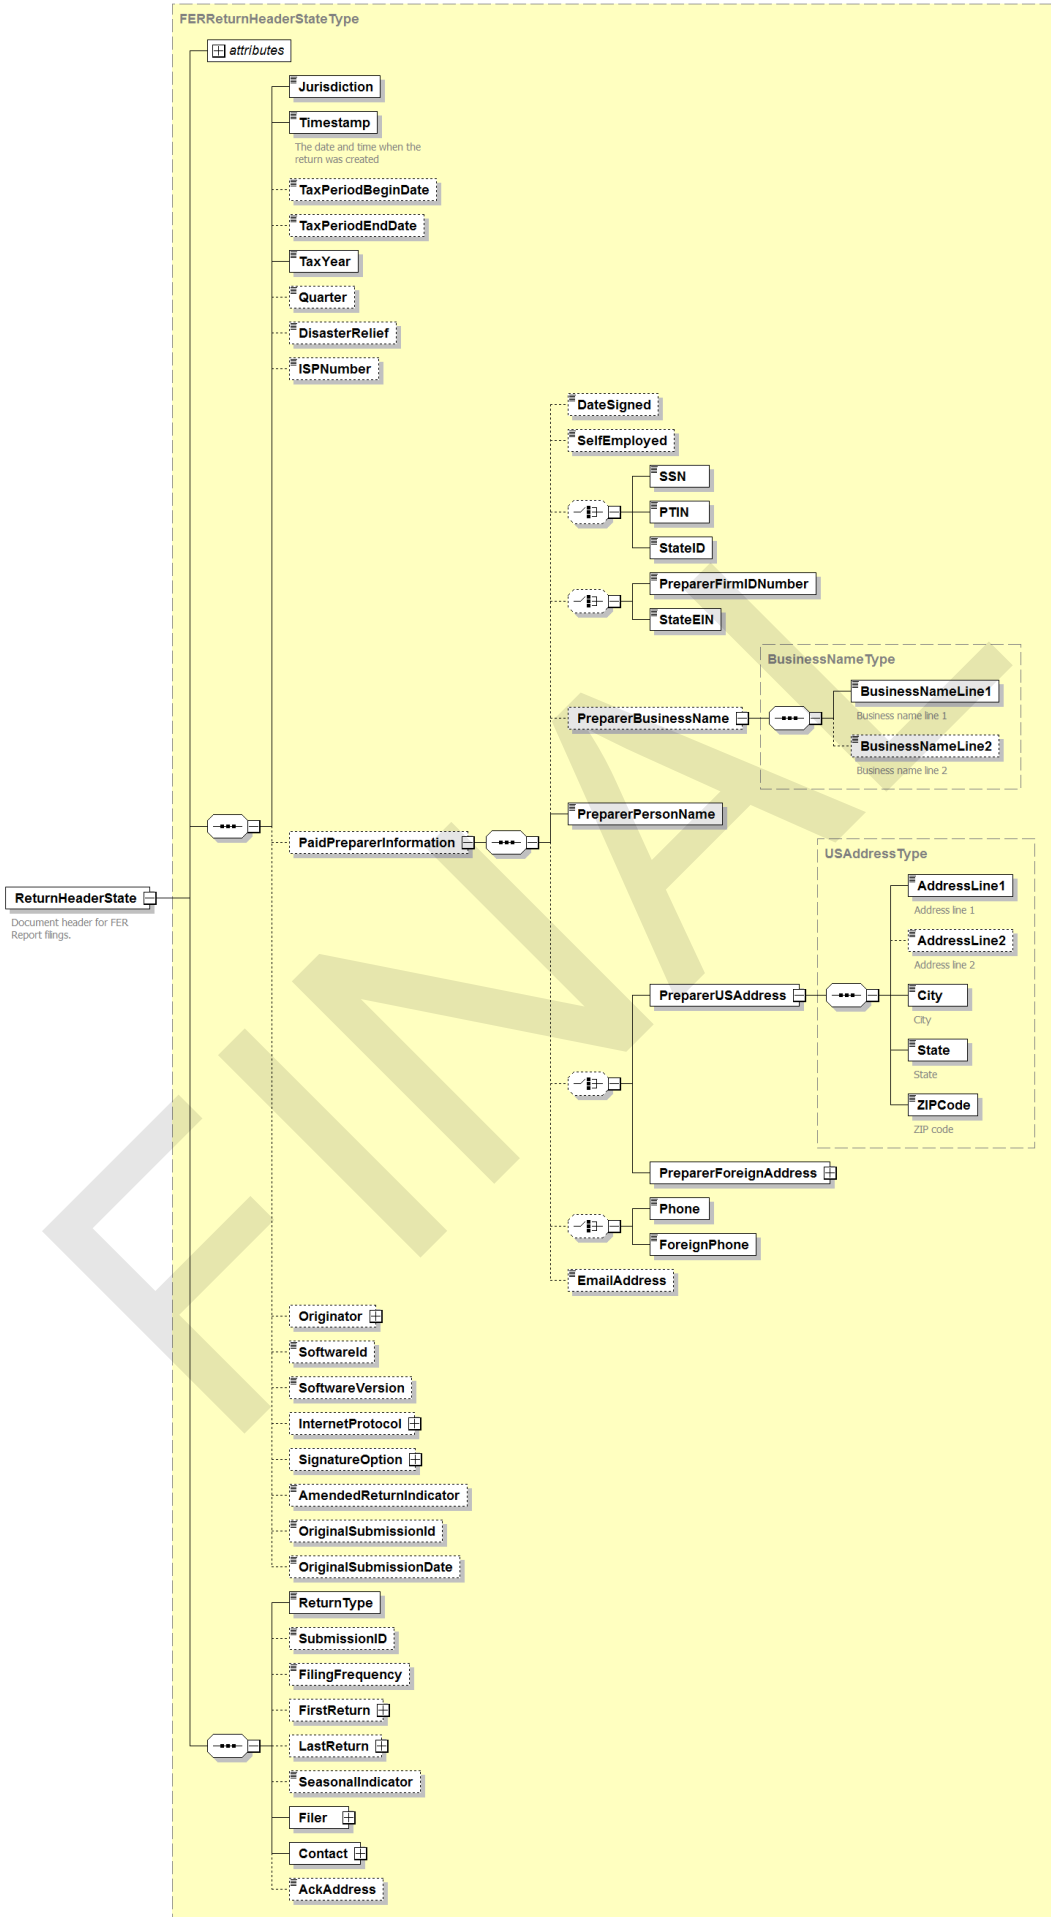 FERReturnHeaderStateType
attributes
Jurisdiction
Timestamp
The date and time when the
return was created
TaxPeriodBeginDate
TaxPeriodEndDate
TaxYear
Quarter
DisasterRelief
ISPNumber
DateSigned
SelfEmployed
SSN
PTIN
StateID
PreparerFirmIDNumber
StateEIN
BusinessNameType
BusinessNameLine1
Business name line 1
PreparerBusinessName
BusinessNameLine2
Business name line 2
PreparerPersonName
PaidPreparerInformation
USAddressType
AddressLine1
Address line 1
ReturnHeaderState
Document header for FER
Report filings.
AddressLine2
Address line 2
PreparerUSAddress
City
City
State
State
ZIPCode
ZIP code
PreparerForeignAddress
Phone
ForeignPhone
EmailAddress
Originator
SoftwareId
SoftwareVersion
InternetProtocol
SignatureOption
AmendedReturnIndicator
OriginalSubmissionId
OriginalSubmissionDate
ReturnType
SubmissionID
FilingFrequency
FirstReturn
LastReturn
SeasonalIndicator
Filer
Contact
AckAddress
FINAL